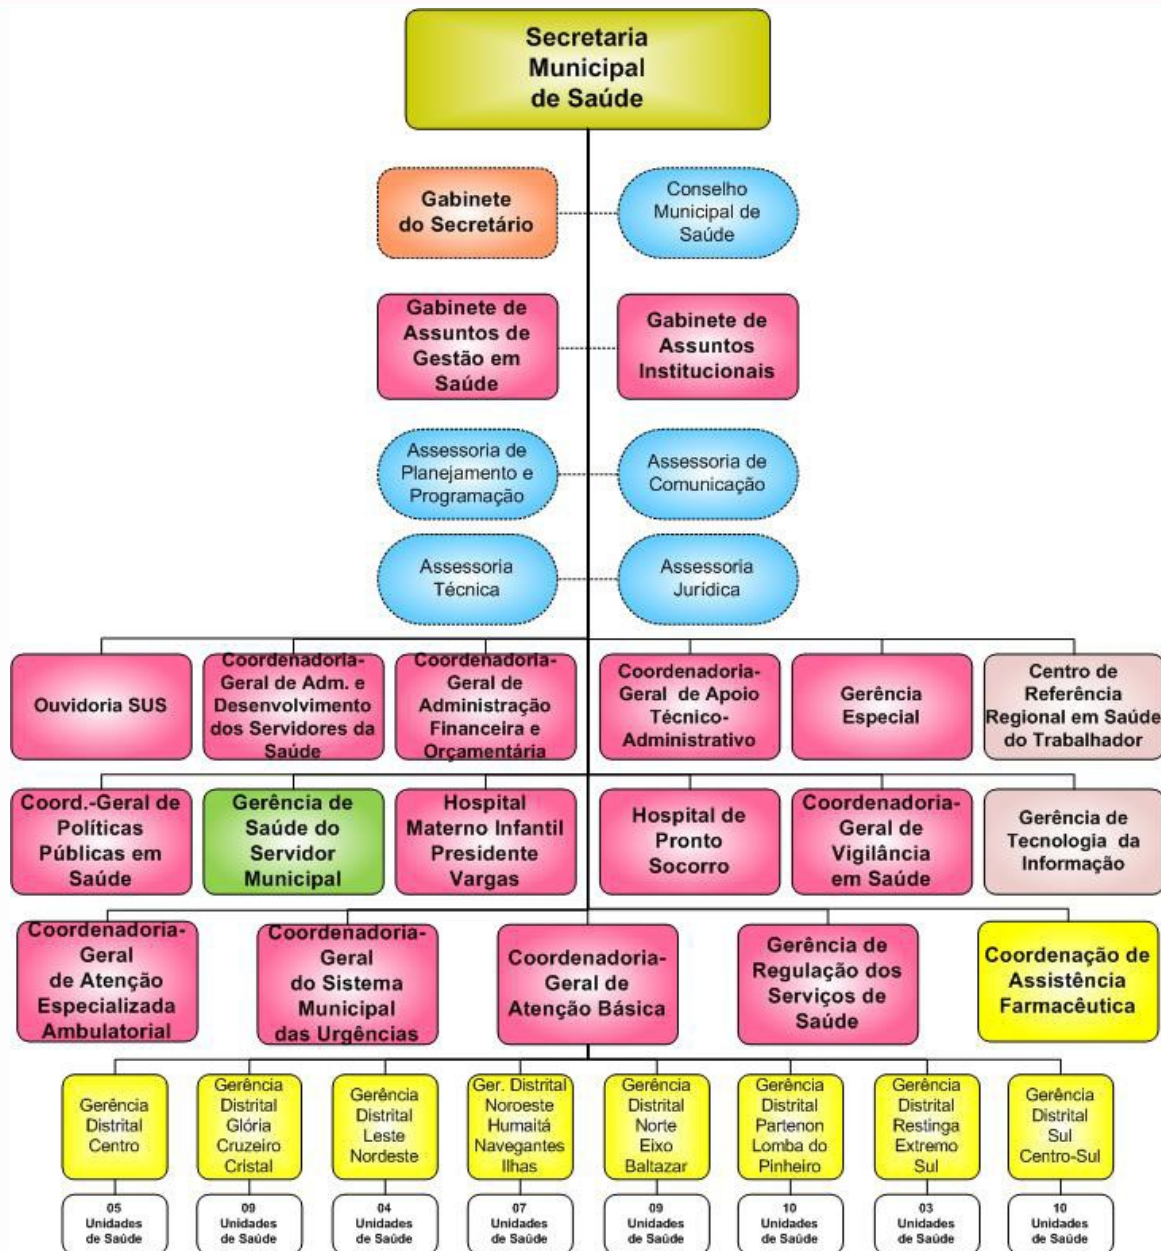 Secretaria
Municipal
de Saúde
Gabinete
do Secretário
Conselho
Municipal de
Saúde
Gabinete de
Assuntos de
Gestão em
Saúde
Gabinete de
Assuntos
Institucionais
Assessoria de
Planejamento e
Programação
Assessoria de
Comunicação
Assessoria
Técnica
Assessoria
Jurídica
Ouvidoria SUS
Coordenadoria-
Geral de Adm. e
Desenvolvimento
dos Servidores da
Saúde
Coordenadoria-
Geral de
Administração
Financeira e
Orçamentária
Coordenadoria-
Geral de Apoio
Técnico-
Administrativo
Gerência
Especial
Centro de
Referência
Regional em Saúde
do Trabalhador
Coord.-Geral de
Políticas
Públicas em
Saúde
Gerência de
Saúde do
Servidor
Municipal
Hospital
Materno Infantil
Presidente
Vargas
Hospital de
Pronto
Socorro
Coordenadoria-
Geral de
Vigilância
em Saúde
Gerência de
Tecnologia da
Informação
Coordenadoria-
Geral
de Atenção
Especializada
Ambulatorial
Coordenadoria-
Geral
do Sistema
Municipal
das Urgências
Coordenadoria-
Geral de
Atenção Básica
Gerência de
Regulação dos
Serviços de
Saúde
Coordenação de
Assistência
Farmacêutica
Gerência
Distrital
Centro
Gerência
Distrital
Glória
Cruzeiro
Cristal
Gerência
Distrital
Leste
Nordeste
Ger. Distrital
Noroeste
Humaitá
Navegantes
Ilhas
Gerência
Distrital
Norte
Eixo
Baltazar
Gerência
Distrital
Partenon
Lomba do
Pinheiro
Gerência
Distrital
Restinga
Extremo
Sul
Gerência
Distrital
Sul
Centro-Sul
05
Unidades
de Saúde
09
Unidades
de Saúde
04
Unidades
de Saúde
07
Unidades
de Saúde
09
Unidades
de Saúde
10
Unidades
de Saúde
03
Unidades
de Saúde
10
Unidades
de Saúde